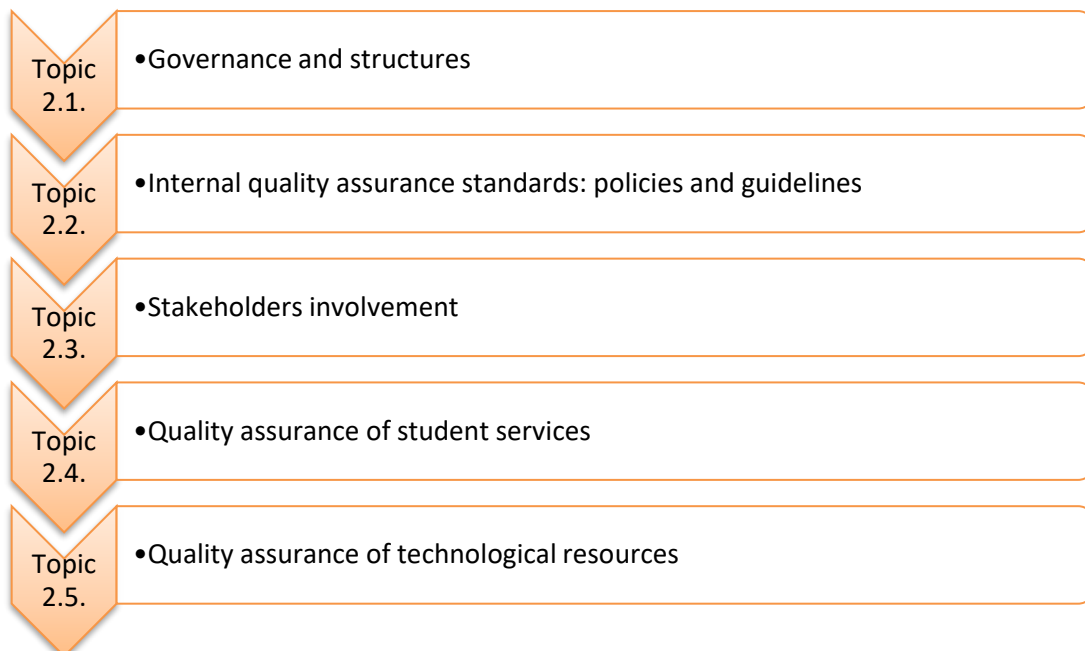 Topic
2.1.
•Governance and structures
Topic
2.2.
•Internal quality assurance standards: policies and guidelines
Topic
2.3.
•Stakeholders involvement
Topic
2.4.
•Quality assurance of student services
Topic
2.5.
•Quality assurance of technological resources